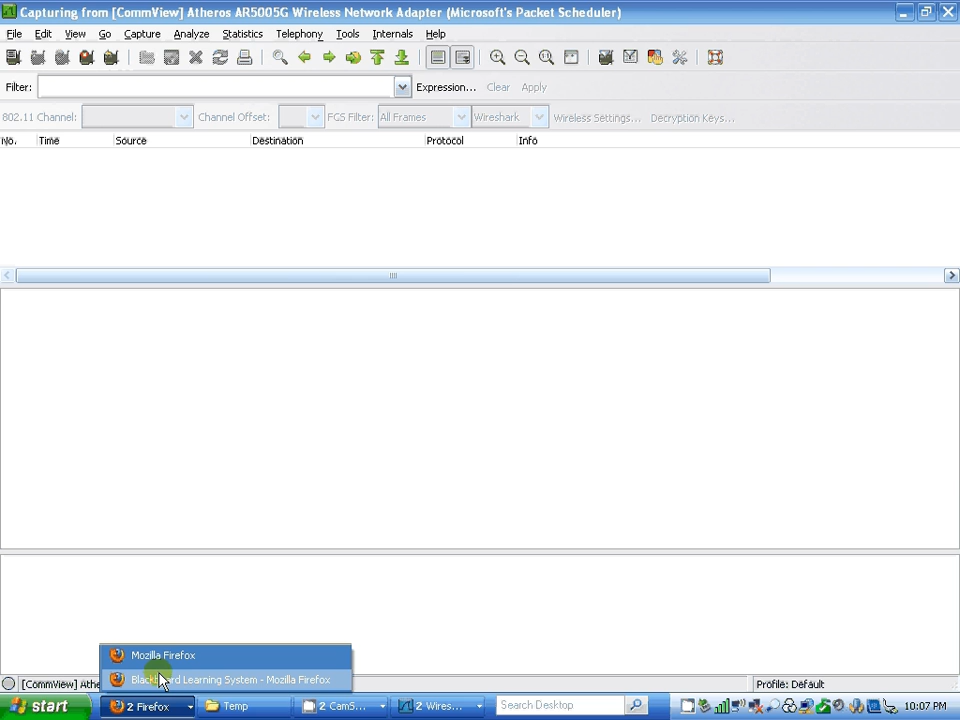 Capturing from [CommView] Atheros AR5005G Wireless Network Adapter (Microsoft's Packet Scheduler)
File Edit View Go Capture Analyze Statistics Telephony Tools Internals Help
Filter: Expression... Clear Apply
802.11 Channel: Channel Offset: FCS Filter: All Frames Wireshark Wireless Settings... Decryption Keys...
No. Time Source Destination Protocol Info
Mozilla Firefox
Blackboard Learning System - Mozilla Firefox
[CommView] Athe Profile: Default
start 2 Firefox Temp 2 CamS... 2 Wires... Search Desktop 10:07 PM